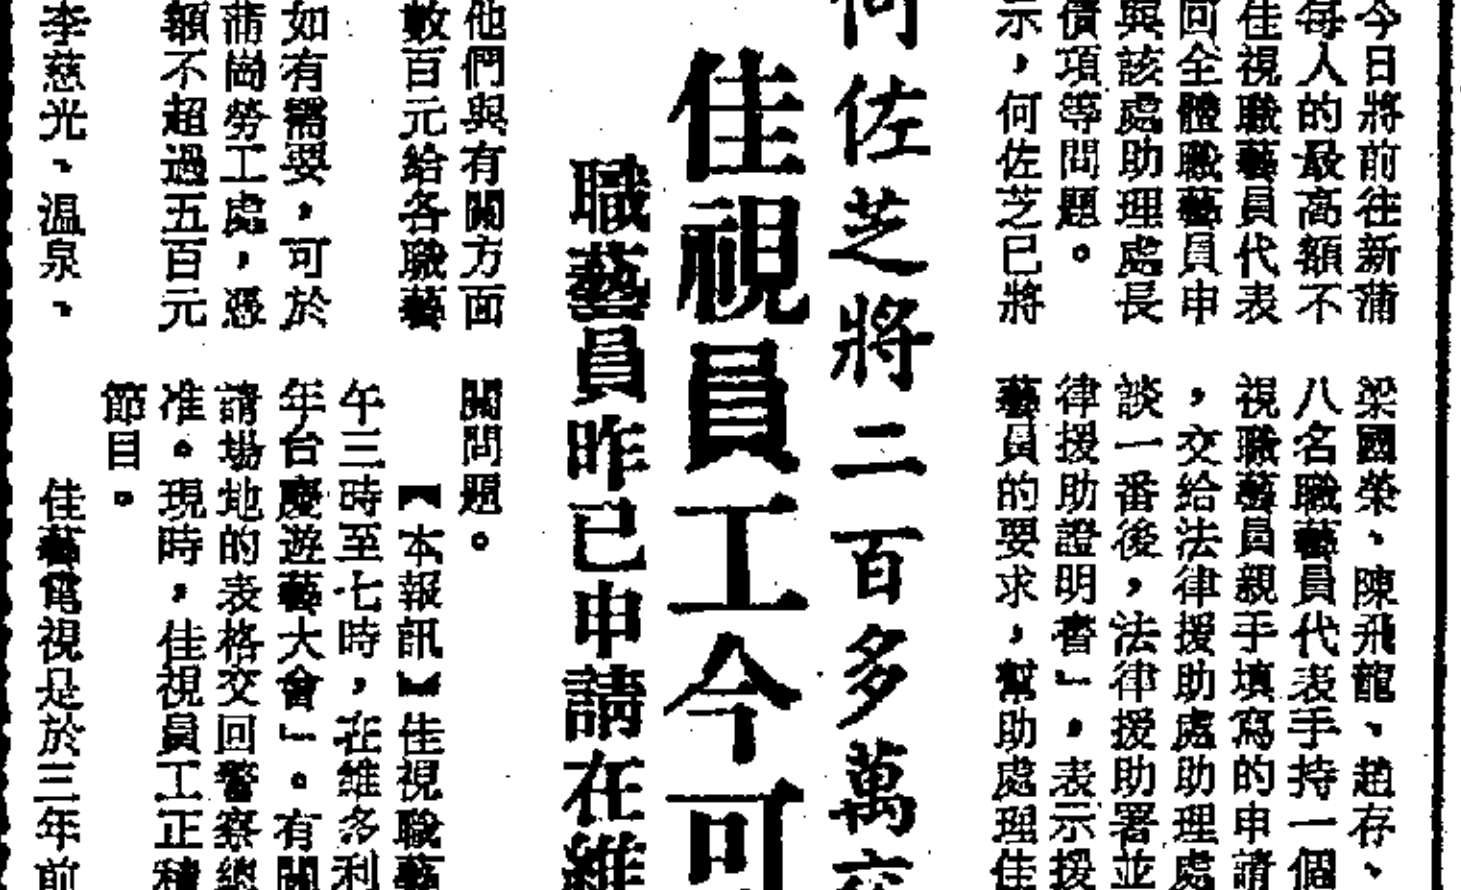 今日將前往新蒲
每人的最高額不
佳視職藝員代表
回全體職藝員申
與該處助理處長
債項等問題。
示，何佐芝已將
梁國榮、陳飛龍、趙存、
八名職藝員代表手持一個
視職藝員親手填寫的申請
，交給法律援助處助理處
談一番後，法律援助署並
律援助證明書」，表示援
藝員的要求，幫助處理佳
何佐芝將二百多萬
佳視員工今可
職藝員昨已申請在維
他們與有關方面
數百元給各職藝
如有需要，可於
蒲崗勞工處，憑
額不超過五百元
李慈光、温泉、
關問題。
【本報訊】佳視職藝
午三時至七時，在維多利
年台慶遊藝大會」。有關
請場地的表格交回警察總
准。現時，佳視員工正積
節目。
佳藝電視是於三年前